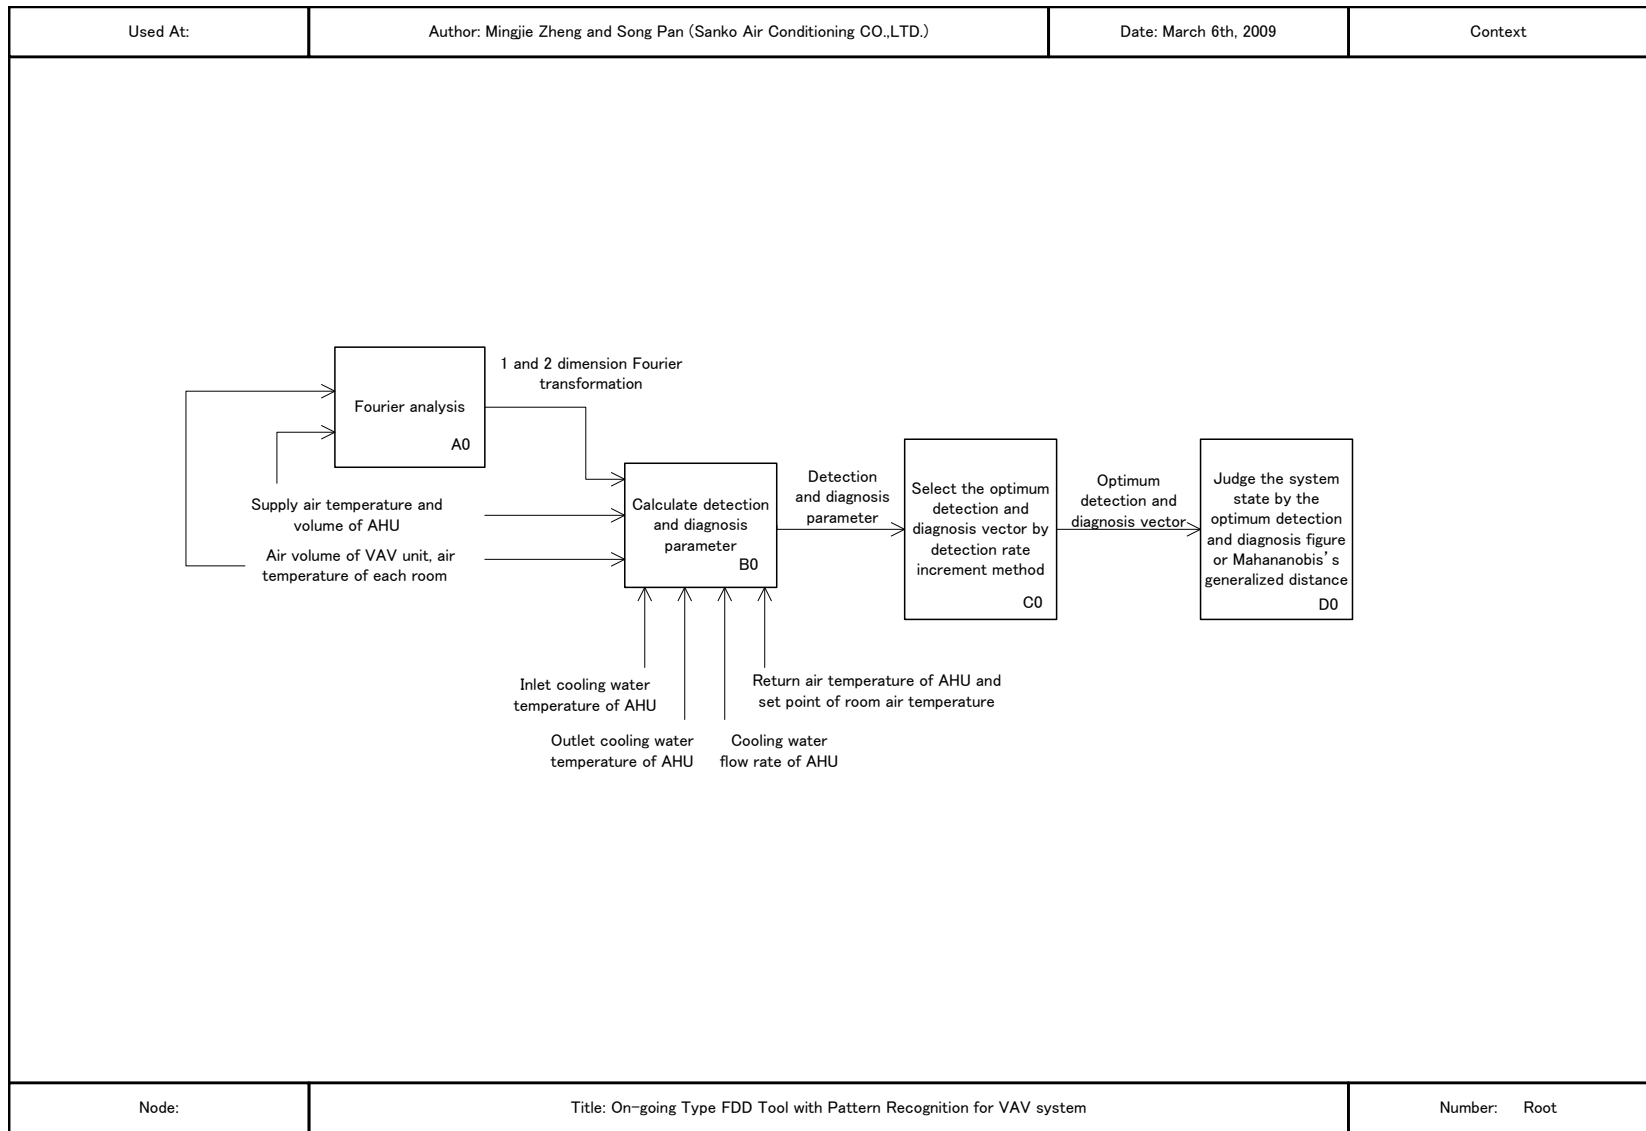 Used At:
Author: Mingjie Zheng and Song Pan (Sanko Air Conditioning CO.,LTD.)
Date: March 6th, 2009
Context
1 and 2 dimension Fourier
transformation
Fourier analysis
A0
Supply air temperature and
volume of AHU
Air volume of VAV unit, air
temperature of each room
Calculate detection
and diagnosis
parameter
B0
Detection
and diagnosis
parameter
Select the optimum
detection and
diagnosis vector by
detection rate
increment method
C0
Optimum
detection and
diagnosis vector
Judge the system
state by the
optimum detection
and diagnosis figure
or Mahananobis's
generalized distance
D0
Inlet cooling water
temperature of AHU
Outlet cooling water
temperature of AHU
Cooling water
flow rate of AHU
Return air temperature of AHU and
set point of room air temperature
Node:
Title: On-going Type FDD Tool with Pattern Recognition for VAV system
Number: Root